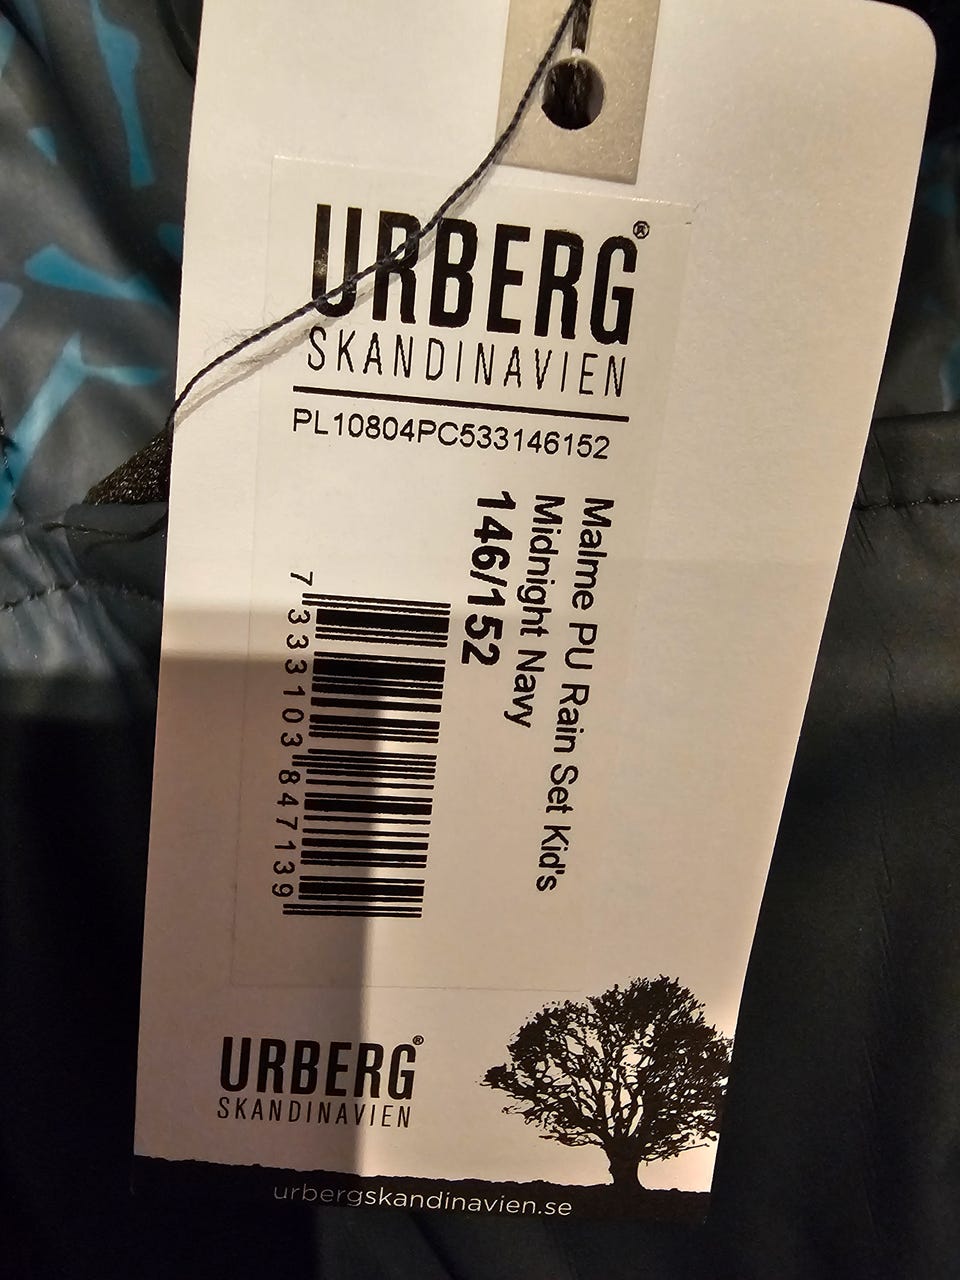 URBERG®
SKANDINAVIEN
PL10804PC533146152
Malme PU Rain Set Kid's
Midnight Navy
146/152
7 333103 847139
URBERG®
SKANDINAVIEN
urbergskandinavien.se